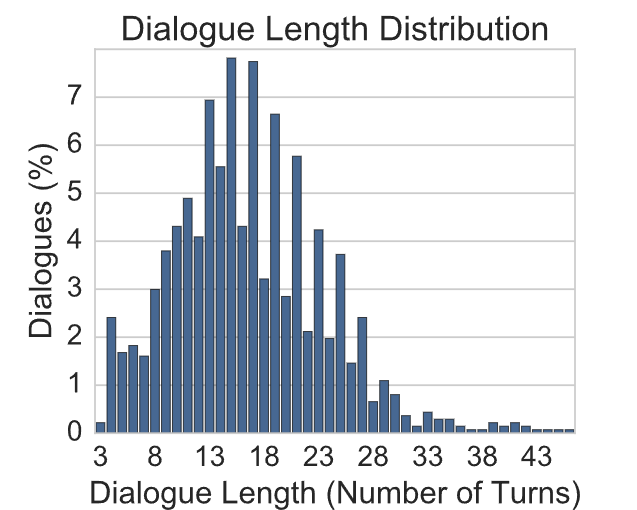 Dialogue Length Distribution
Dialogues (%)
7
6
5
4
3
2
1
0
3 8 13 18 23 28 33 38 43
Dialogue Length (Number of Turns)